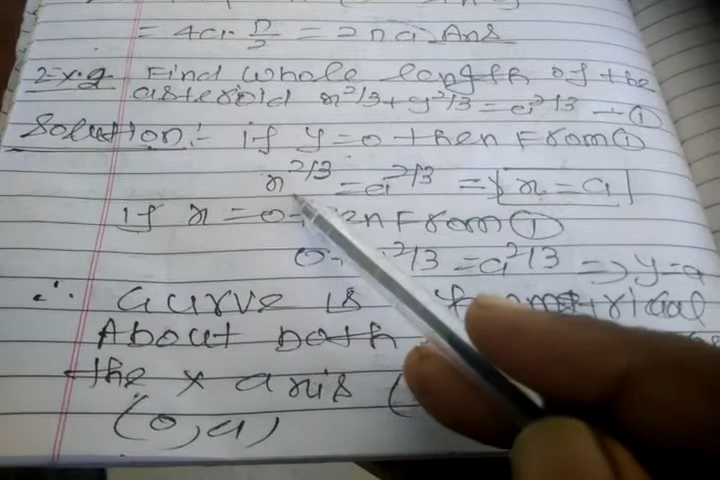 = 4a · π/2 = 2πa Ans
Ex.2 Find whole length of the
asteroid x^2/3 + y^2/3 = a^2/3 —①
Solution:- if y=0 then From ①
x^2/3 = a^2/3 ⇒ x = a
if x = 0 From ①
0 + 2/3 = a^2/3 ⇒ y=a
∴ Curve is
About both
the x axis (
(0, a)